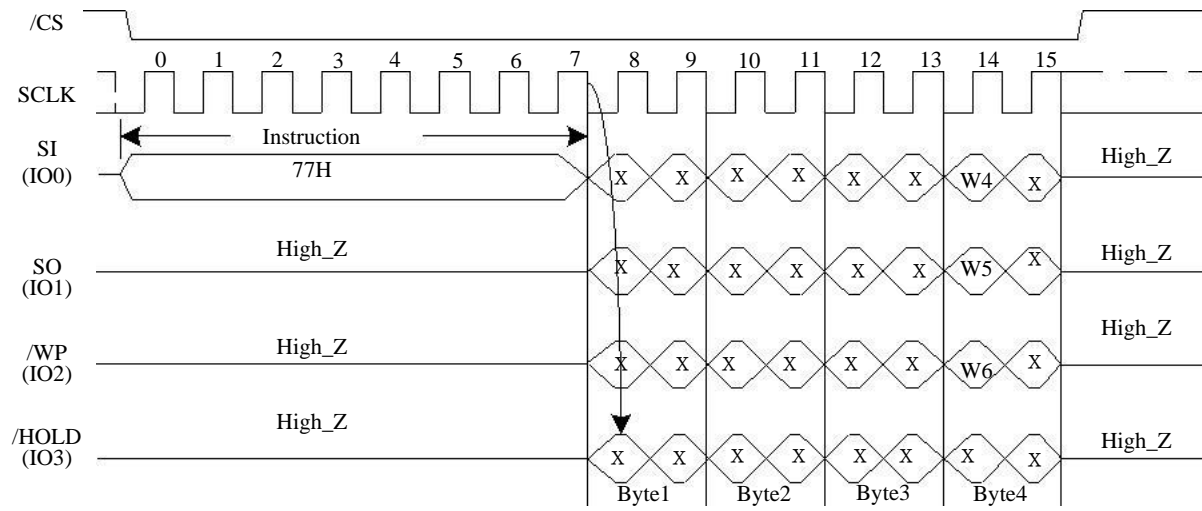 /CS
0 1 2 3 4 5 6 7 8 9 10 11 12 13 14 15
SCLK
Instruction
SI
(IO0)
77H
X X X X X X W4 X
High_Z
SO
(IO1)
High_Z
X X X X X X W5 X
High_Z
/WP
(IO2)
High_Z
X X X X X X W6 X
High_Z
/HOLD
(IO3)
High_Z
X X X X X X X X
High_Z
Byte1 Byte2 Byte3 Byte4